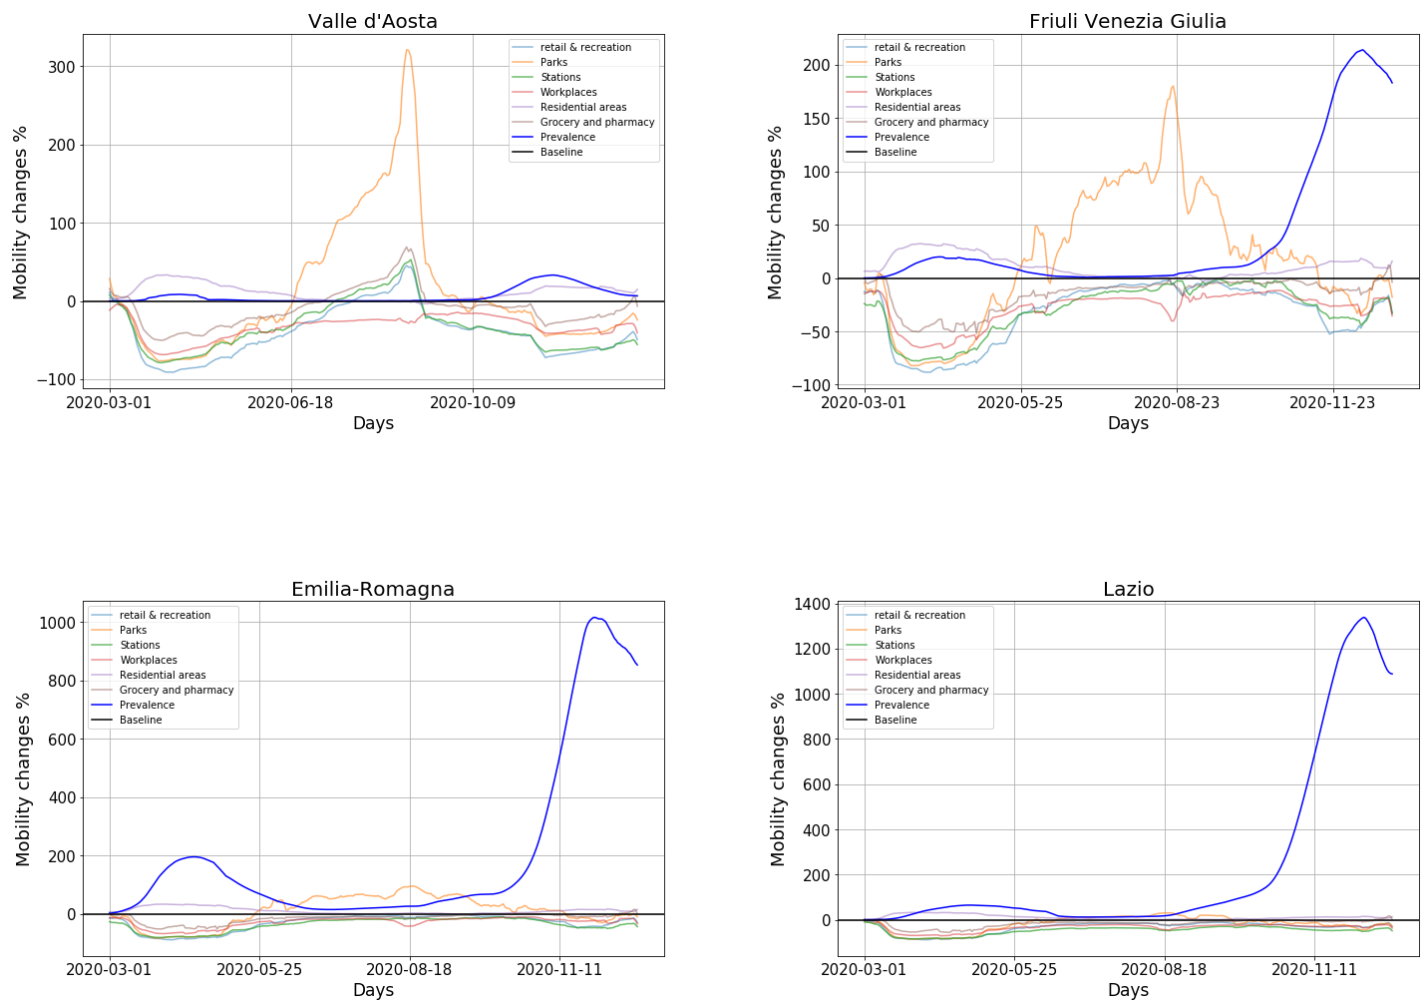 Valle d'Aosta
Mobility changes %
300
200
100
0
−100
retail & recreation
Parks
Stations
Workplaces
Residential areas
Grocery and pharmacy
Prevalence
Baseline
2020-03-01 2020-06-18 2020-10-09
Days
Friuli Venezia Giulia
Mobility changes %
200
150
100
50
0
−50
−100
retail & recreation
Parks
Stations
Workplaces
Residential areas
Grocery and pharmacy
Prevalence
Baseline
2020-03-01 2020-05-25 2020-08-23 2020-11-23
Days
Emilia-Romagna
Mobility changes %
1000
800
600
400
200
0
retail & recreation
Parks
Stations
Workplaces
Residential areas
Grocery and pharmacy
Prevalence
Baseline
2020-03-01 2020-05-25 2020-08-18 2020-11-11
Days
Lazio
Mobility changes %
1400
1200
1000
800
600
400
200
0
retail & recreation
Parks
Stations
Workplaces
Residential areas
Grocery and pharmacy
Prevalence
Baseline
2020-03-01 2020-05-25 2020-08-18 2020-11-11
Days